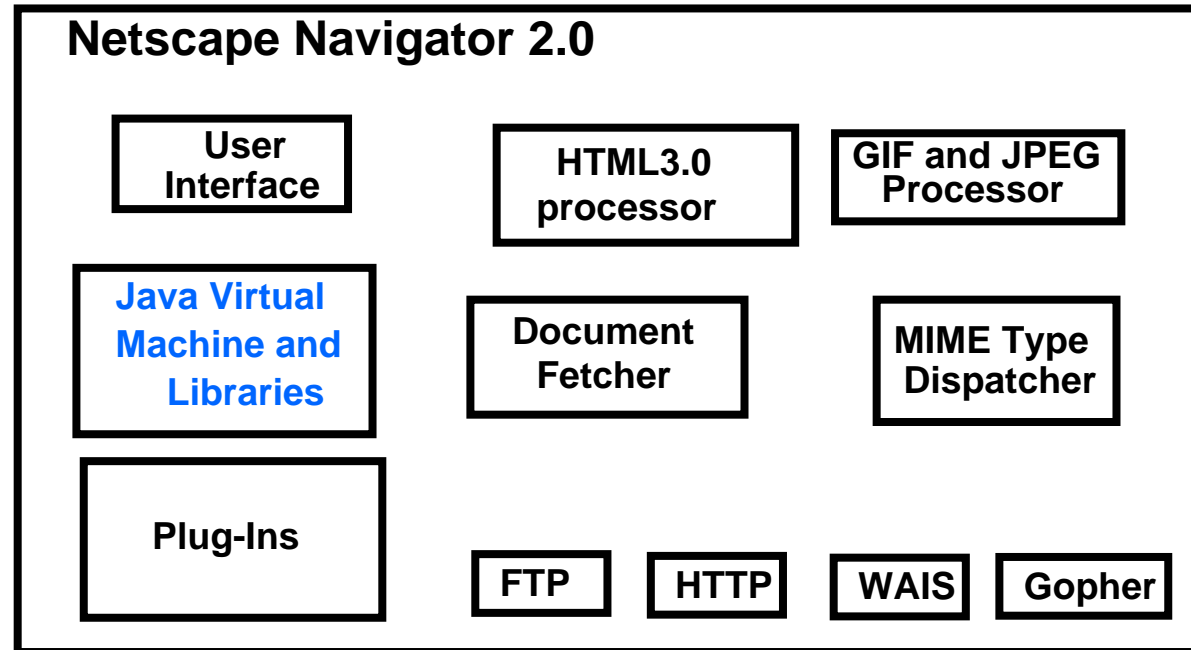 Netscape Navigator 2.0
User
Interface
HTML3.0
processor
GIF and JPEG
Processor
Java Virtual
Machine and
Libraries
Document
Fetcher
MIME Type
Dispatcher
Plug-Ins
FTP
HTTP
WAIS
Gopher